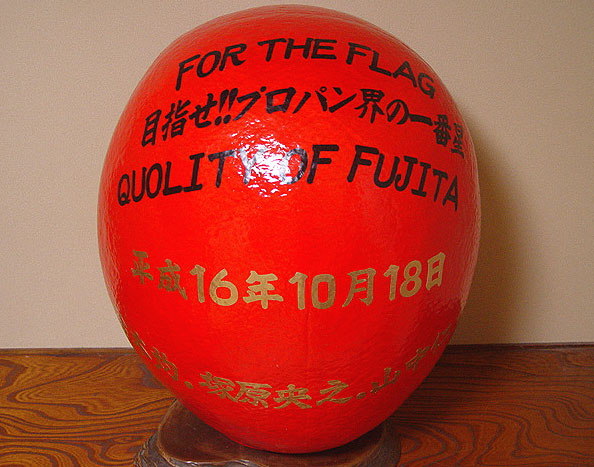 FOR THE FLAG
目指せ!!プロパン界の一番星
QUOLITY OF FUJITA
平成16年10月18日
塚原央之、山